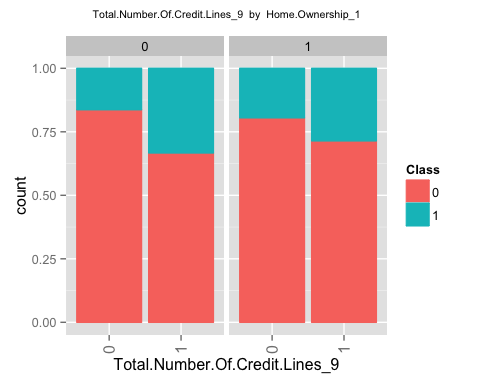 Total.Number.Of.Credit.Lines_9 by Home.Ownership_1
0 1
1.00
0.75
0.50
0.25
0.00
count
0 1 0 1
Total.Number.Of.Credit.Lines_9
Class
0
1